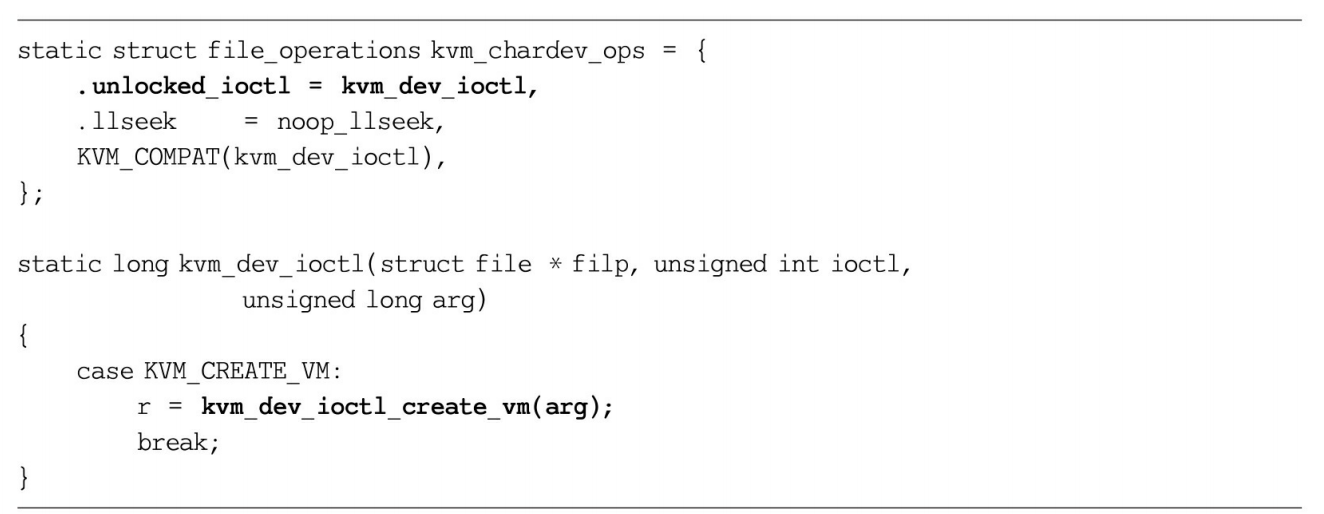 static struct file_operations kvm_chardev_ops = {
    .unlocked_ioctl = kvm_dev_ioctl,
    .llseek    = noop_llseek,
    KVM_COMPAT(kvm_dev_ioctl),
};

static long kvm_dev_ioctl(struct file * filp, unsigned int ioctl,
                unsigned long arg)
{
    case KVM_CREATE_VM:
        r = kvm_dev_ioctl_create_vm(arg);
        break;
}